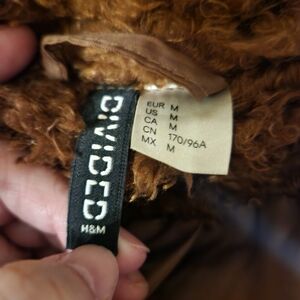 DIVIDED
H&M
EUR M
US M
CA M
CN 170/96A
MX M